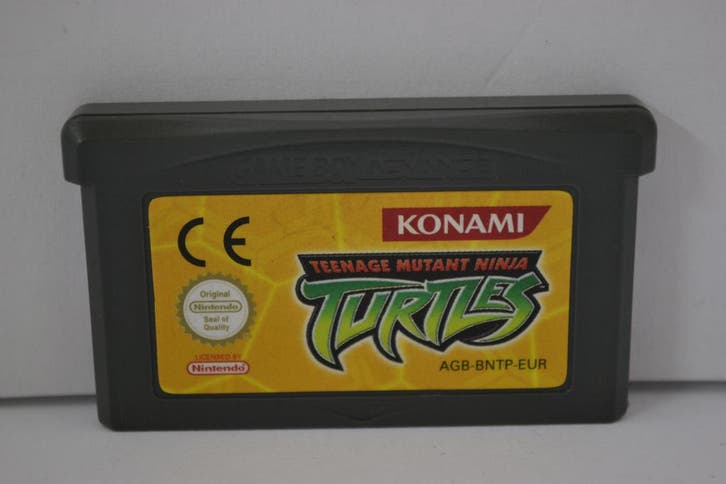 GAME BOY ADVANCE
CE
KONAMI
TEENAGE MUTANT NINJA
TURTLES
Original
Nintendo
Seal of
Quality
LICENSED BY
Nintendo
AGB-BNTP-EUR